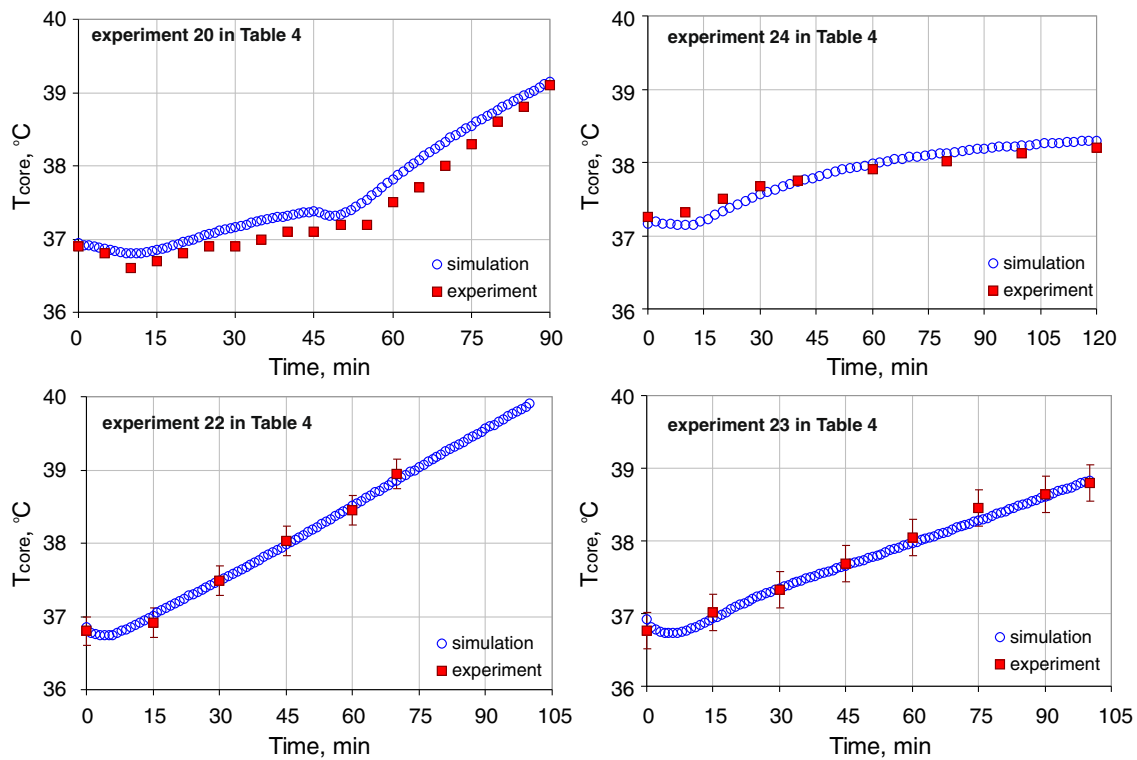 experiment 20 in Table 4
40
39
38
37
36
Tcore, °C
simulation
experiment
0 15 30 45 60 75 90
Time, min
experiment 24 in Table 4
40
39
38
37
36
Tcore, °C
simulation
experiment
0 15 30 45 60 75 90 105 120
Time, min
experiment 22 in Table 4
40
39
38
37
36
Tcore, °C
simulation
experiment
0 15 30 45 60 75 90 105
Time, min
experiment 23 in Table 4
40
39
38
37
36
Tcore, °C
simulation
experiment
0 15 30 45 60 75 90 105
Time, min